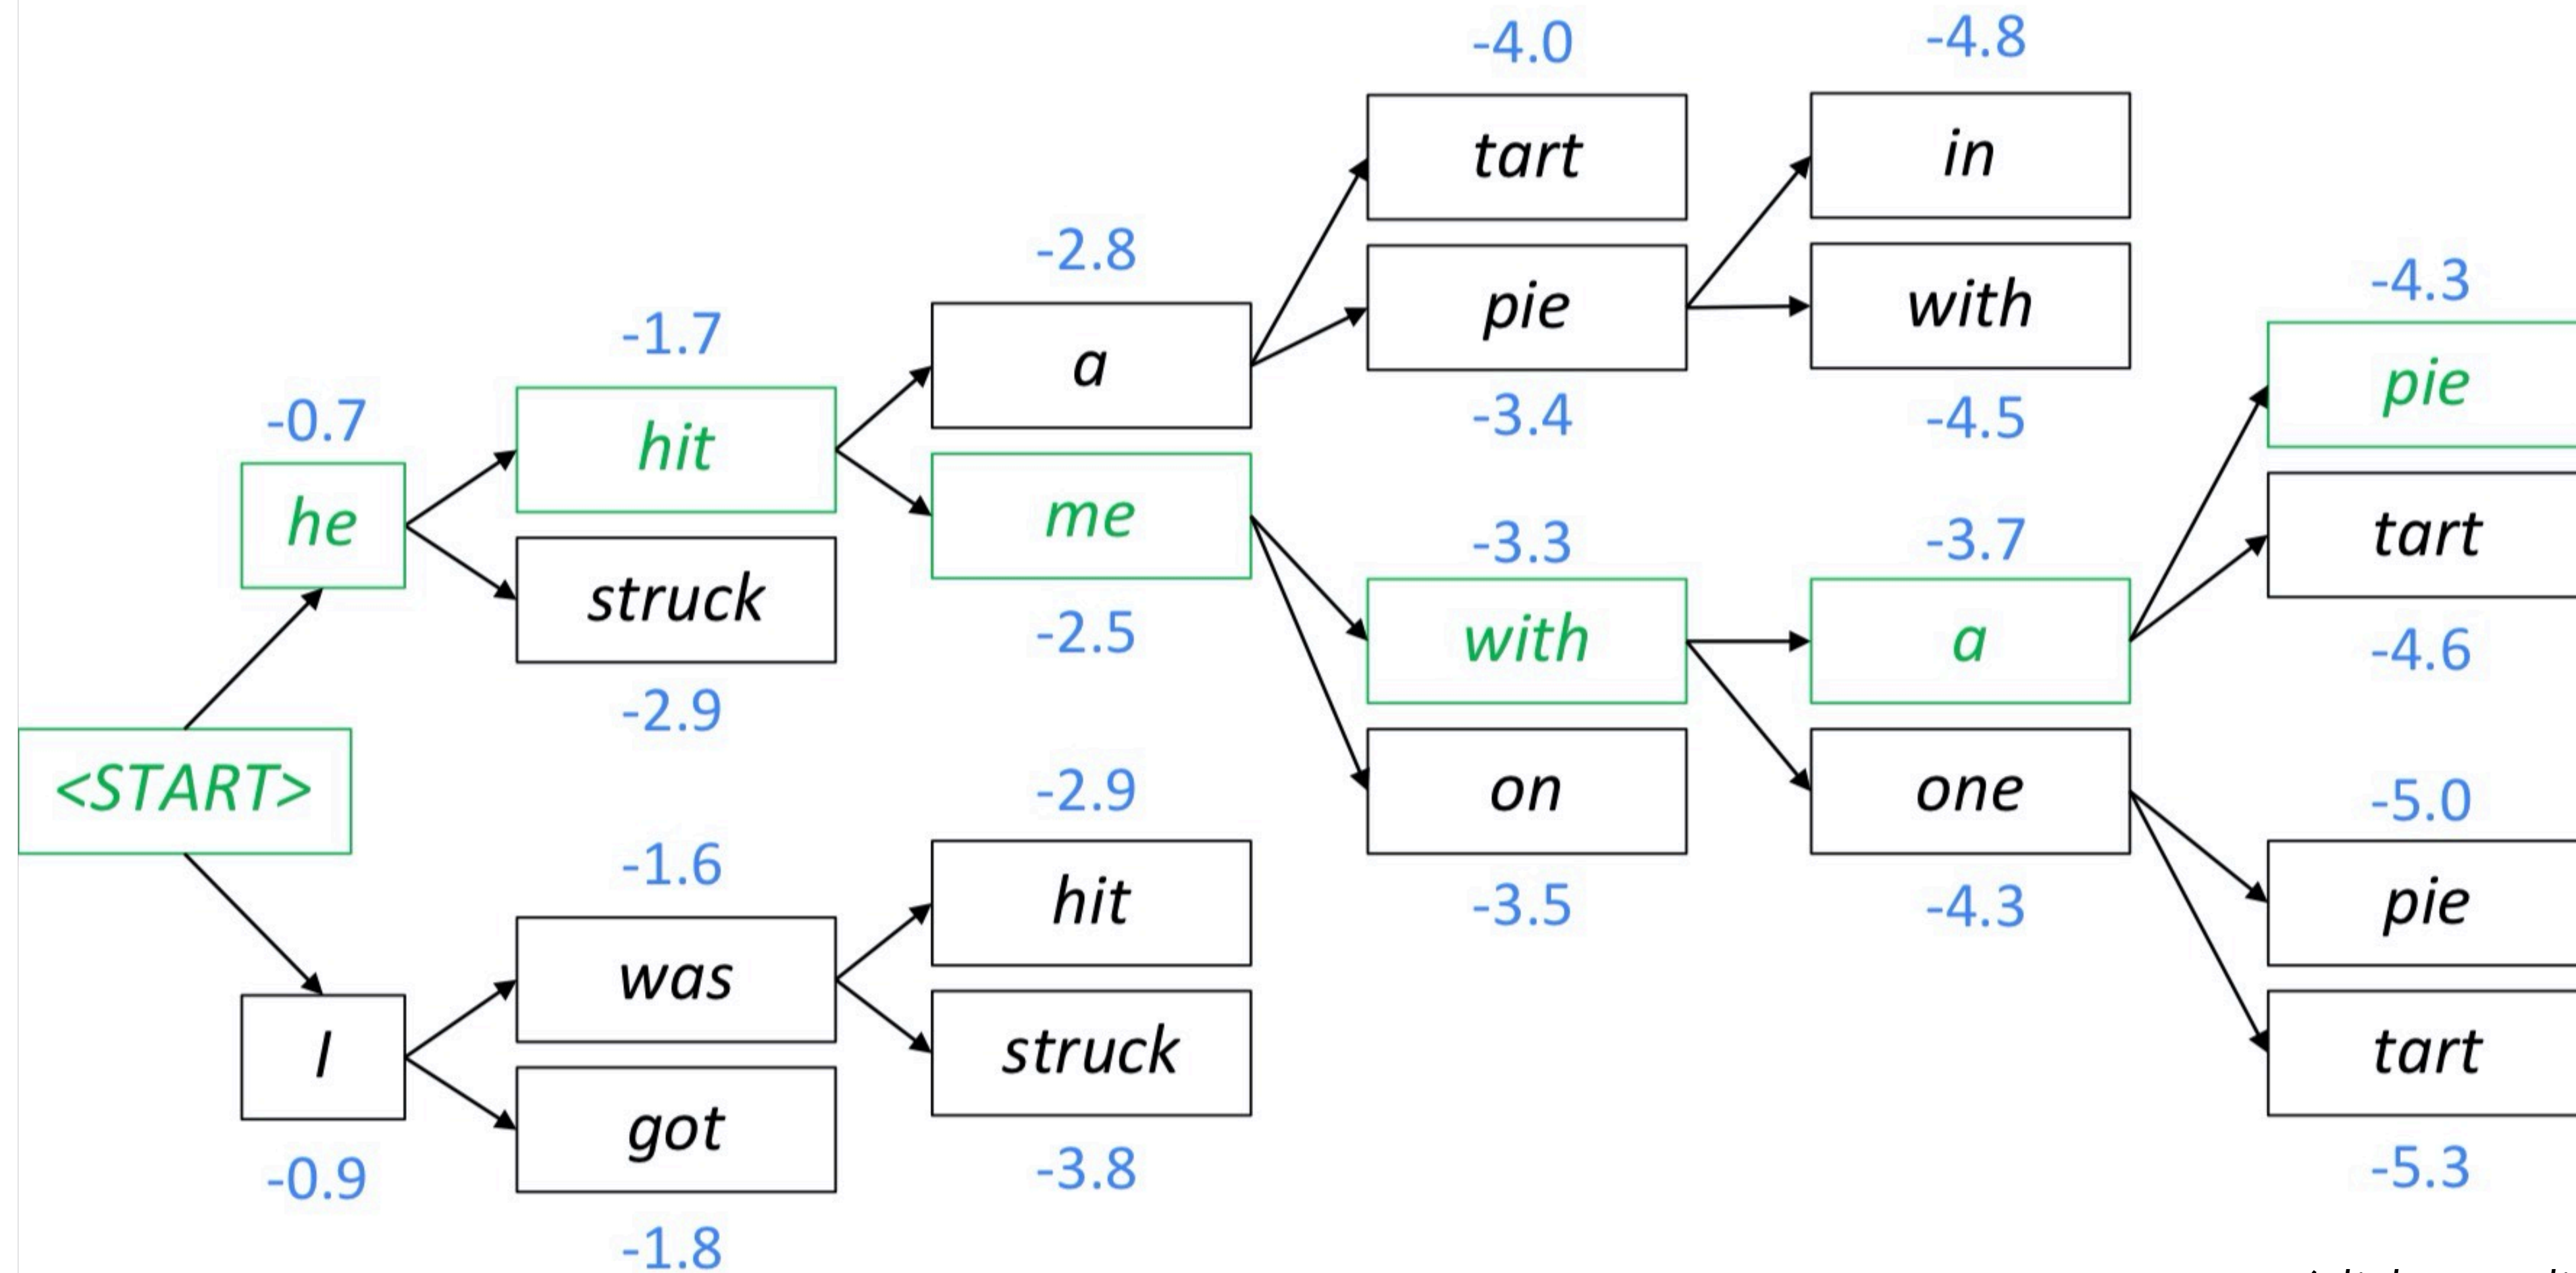 -4.0
-4.8
tart
in
-2.8
-4.3
-1.7
pie
with
a
pie
-0.7
-3.4
-4.5
hit
he
me
-3.3
-3.7
tart
struck
-2.5
with
a
-4.6
-2.9
<START>
-2.9
on
one
-5.0
-1.6
hit
-3.5
-4.3
pie
was
I
struck
tart
got
-0.9
-3.8
-5.3
-1.8